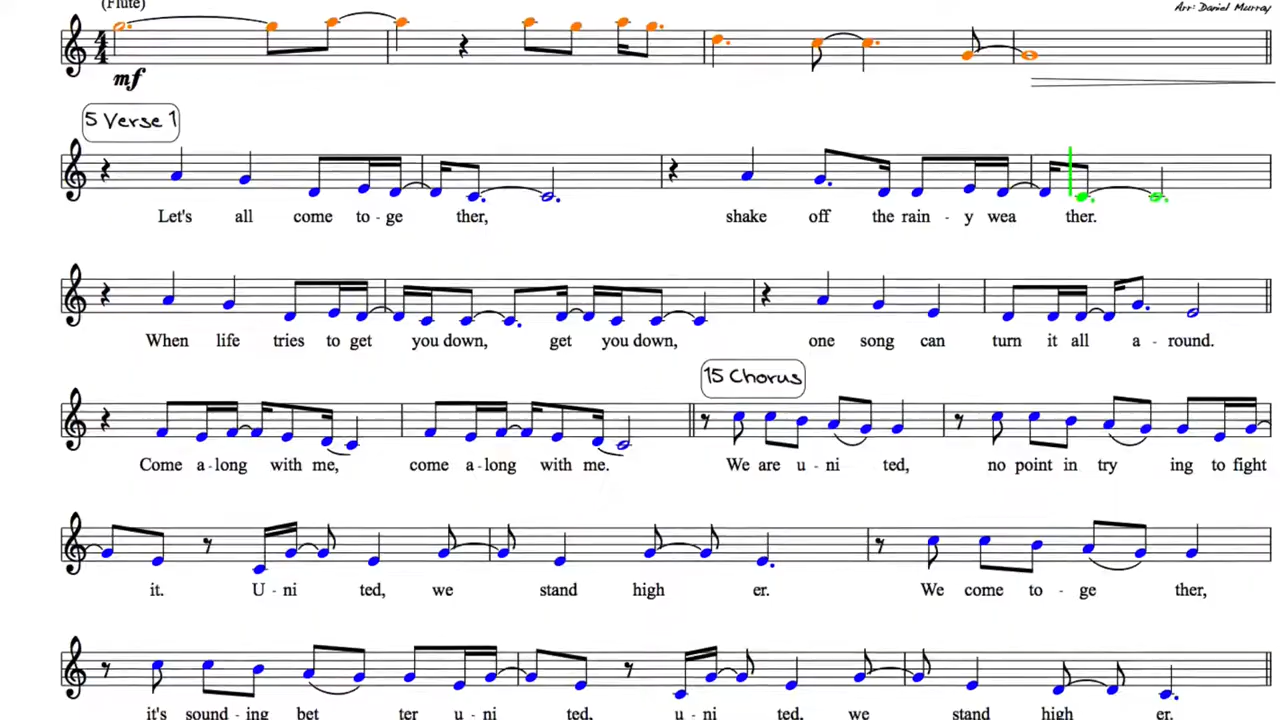 (Flute)
Arr: Daniel Murray
mf
5 Verse 1
Let's all come to - ge ther, shake off the rain - y wea ther.
When life tries to get you down, get you down, one song can turn it all a - round.
15 Chorus
Come a - long with me, come a - long with me. We are u - ni ted, no point in try ing to fight
it. U - ni ted, we stand high er. We come to - ge ther,
it's sound - ing bet ter u - ni ted, u - ni ted, we stand high er.